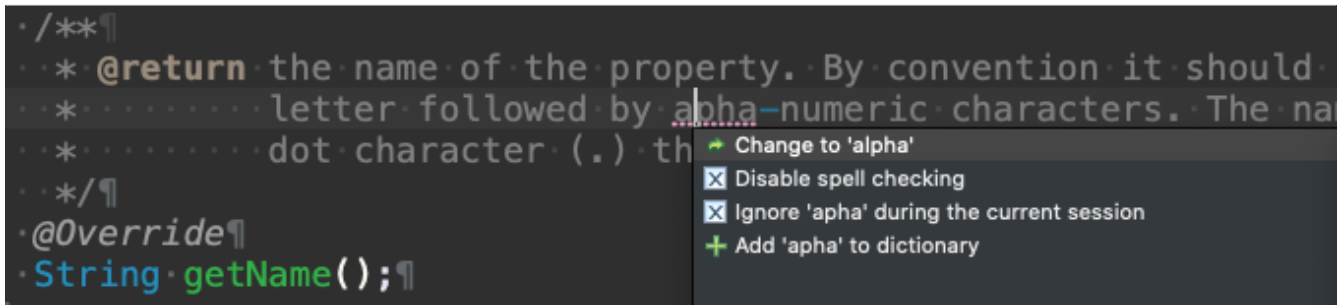 /**¶
* @return the name of the property. By convention it should
* letter followed by apha-numeric characters. The na
* dot character (.) th
*/¶
@Override¶
String getName();¶
Change to 'alpha'
Disable spell checking
Ignore 'apha' during the current session
Add 'apha' to dictionary